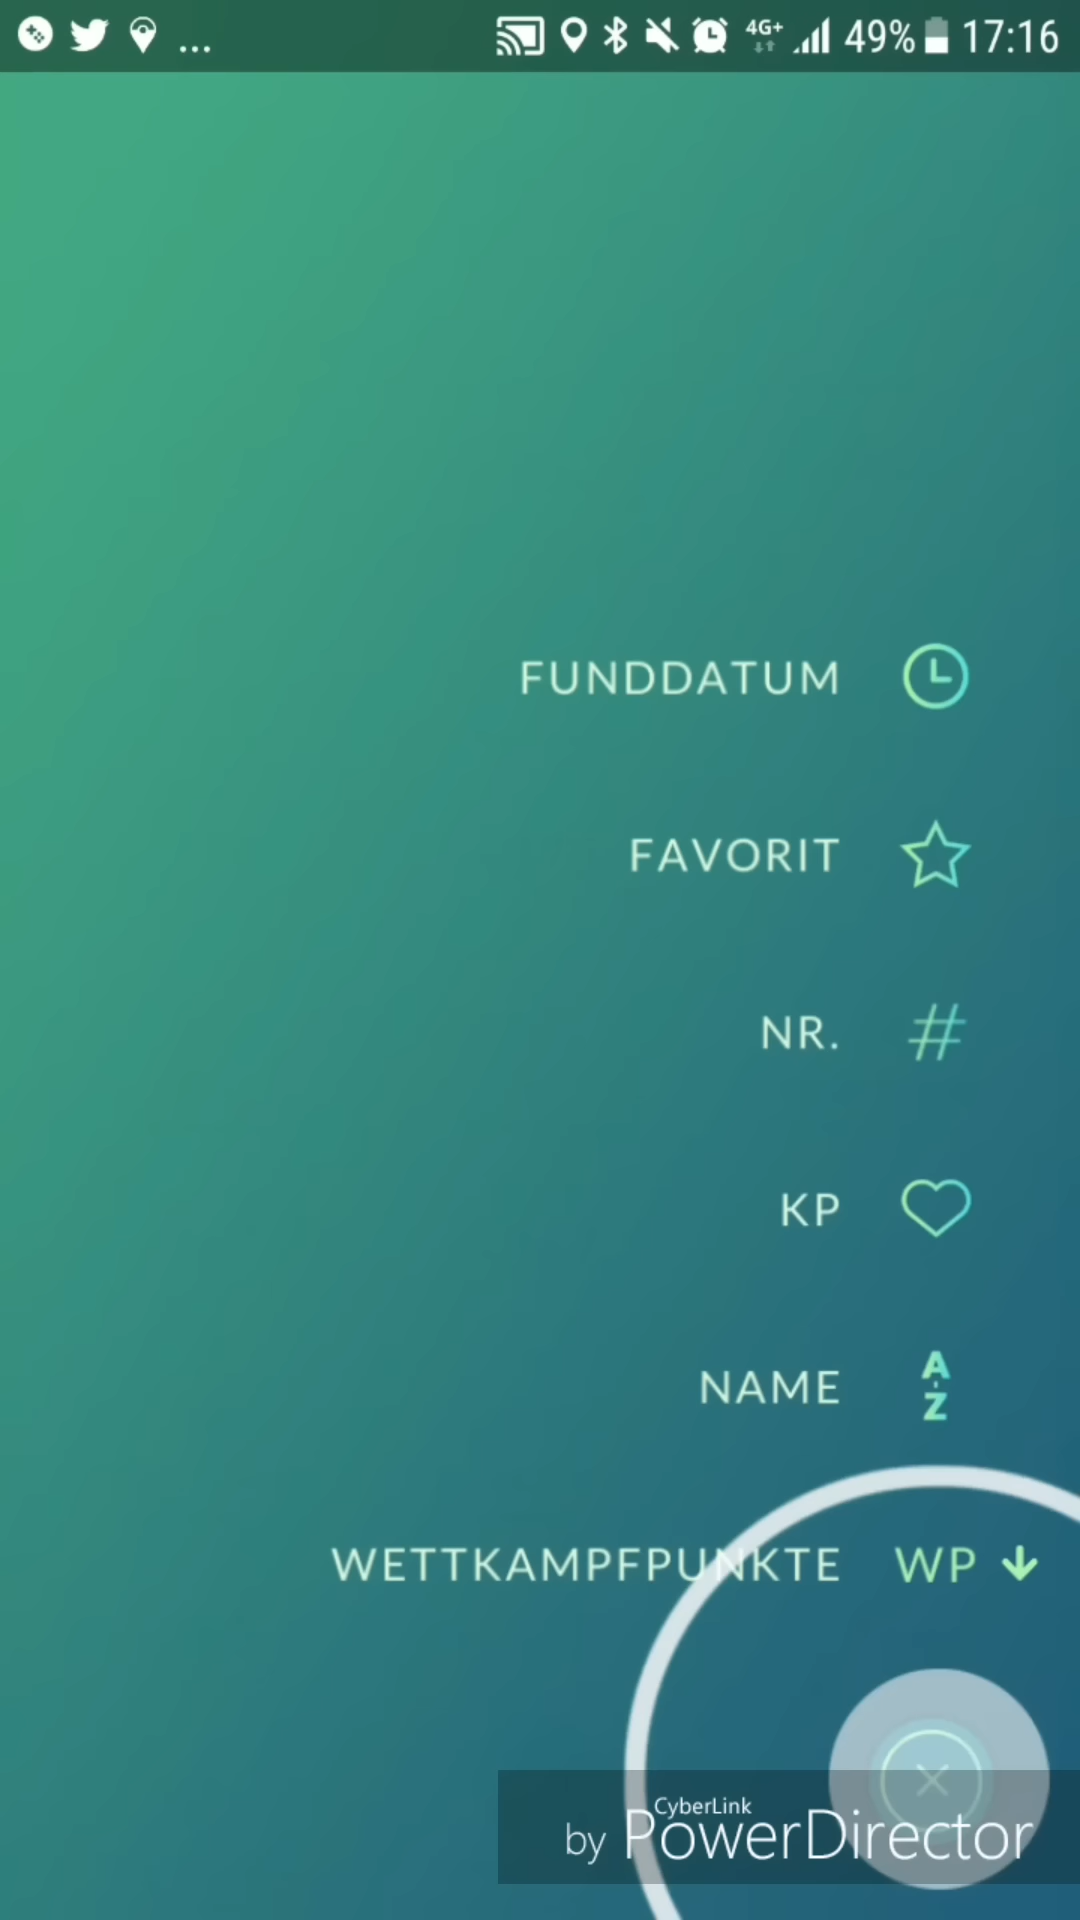 ... 4G+ 49% 17:16
FUNDDATUM
FAVORIT
NR. #
KP
NAME A-Z
WETTKAMPFPUNKTE WP
CyberLink
by PowerDirector